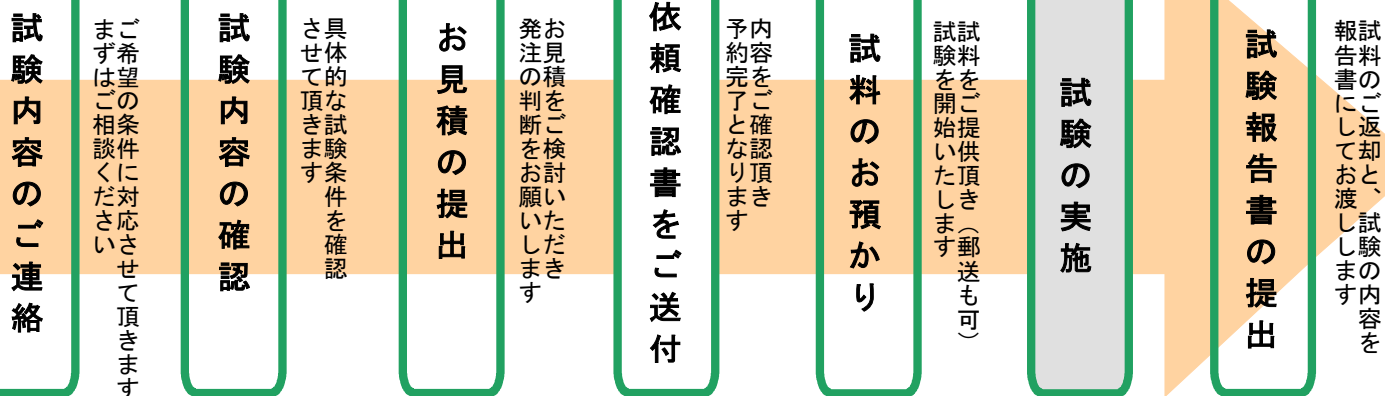 試験内容のご連絡
ご希望の条件に対応させて頂きます
まずはご相談ください
試験内容の確認
具体的な試験条件を確認
させて頂きます
お見積の提出
お見積をご検討いただき
発注の判断をお願いします
依頼確認書をご送付
内容をご確認頂き
予約完了となります
試料のお預かり
試料をご提供頂き（郵送も可）
試験を開始いたします
試験の実施
試験報告書の提出
試料のご返却と、試験の内容を
報告書にしてお渡しします